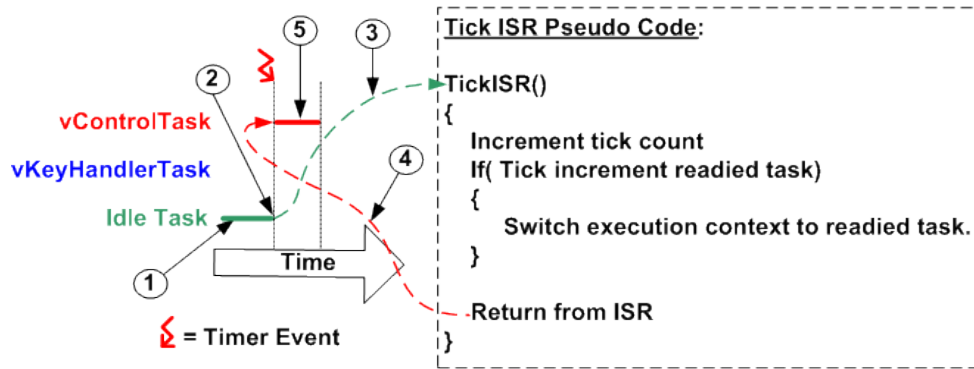 5
3
2
vControlTask
vKeyHandlerTask
Idle Task
4
1
Time
= Timer Event
Tick ISR Pseudo Code:
TickISR()
{
Increment tick count
If( Tick increment readied task)
{
Switch execution context to readied task.
}
Return from ISR
}